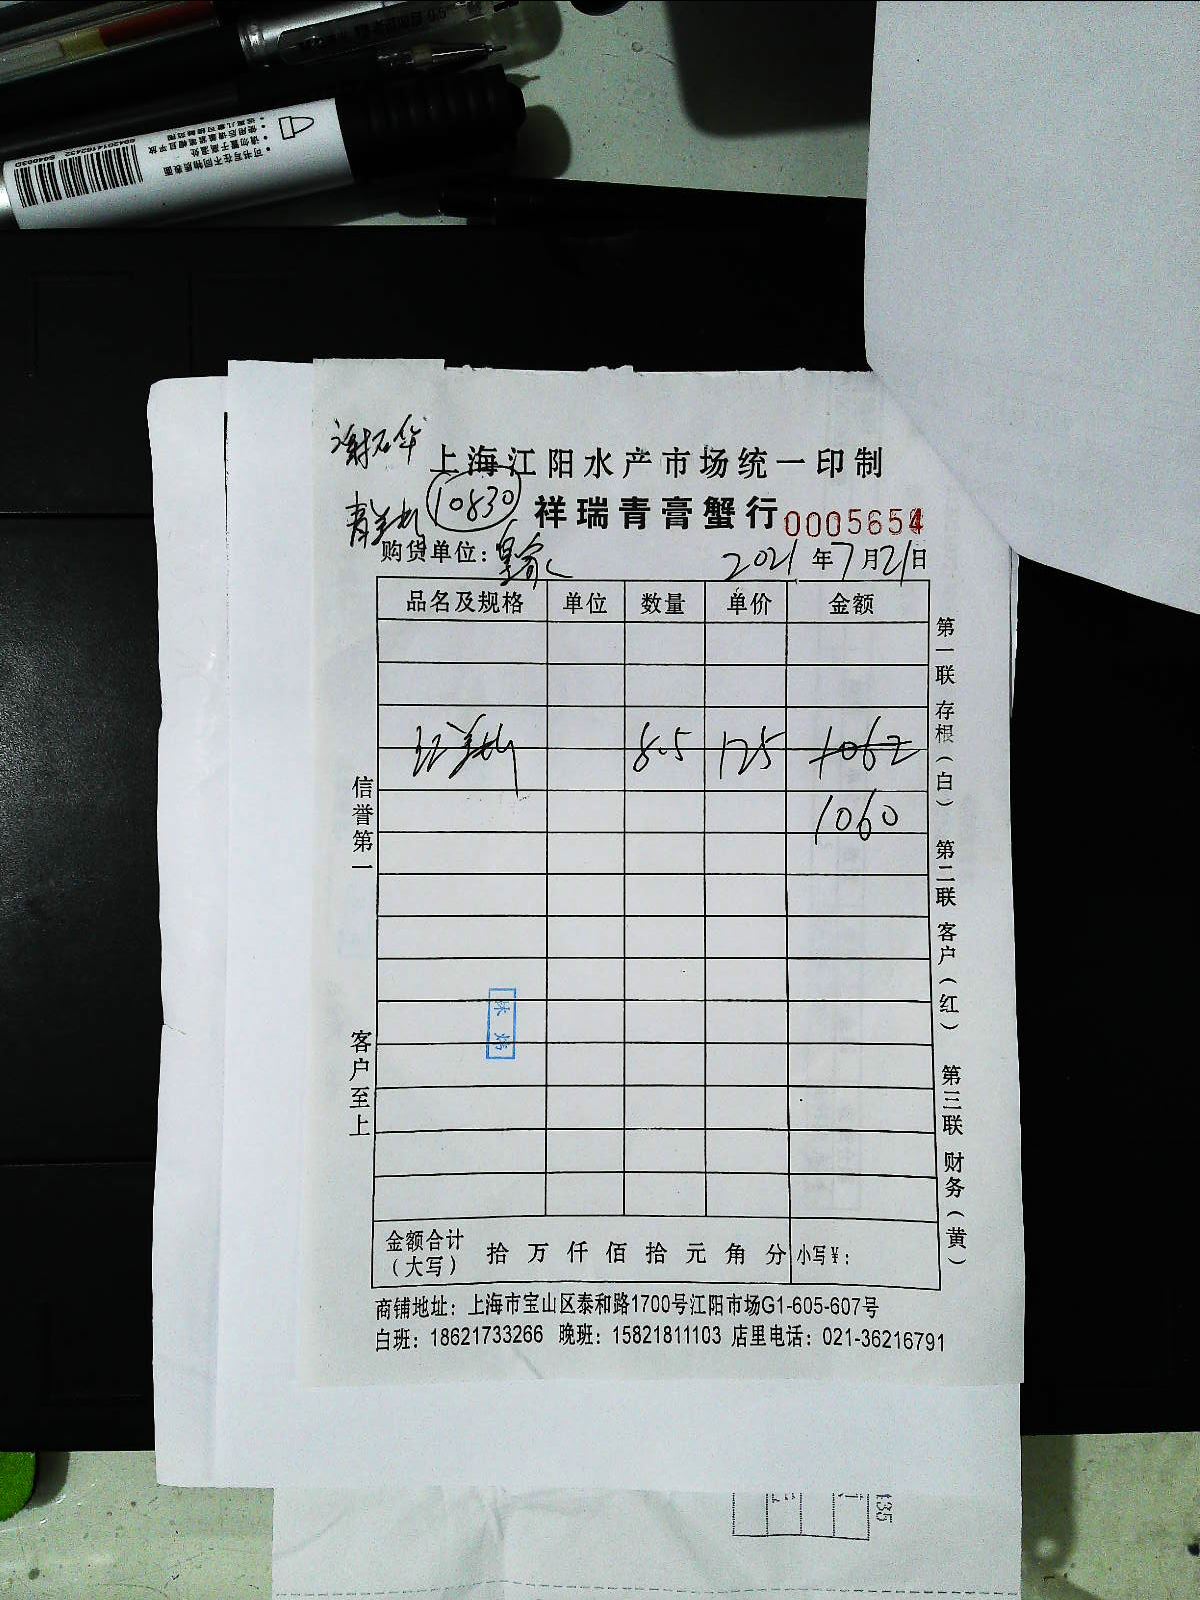 上海江阳水产市场统一印制
10830
祥瑞青膏蟹行 0005654
购货单位：
2021年7月21日
品名及规格 单位 数量 单价 金额
8.5 125 1062
1060
信誉第一
客户至上
第一联 存根（白） 第二联 客户（红） 第三联 财务（黄）
金额合计（大写） 拾 万 仟 佰 拾 元 角 分 小写¥：
商铺地址：上海市宝山区泰和路1700号江阳市场G1-605-607号
白班：18621733266 晚班：15821811103 店里电话：021-36216791